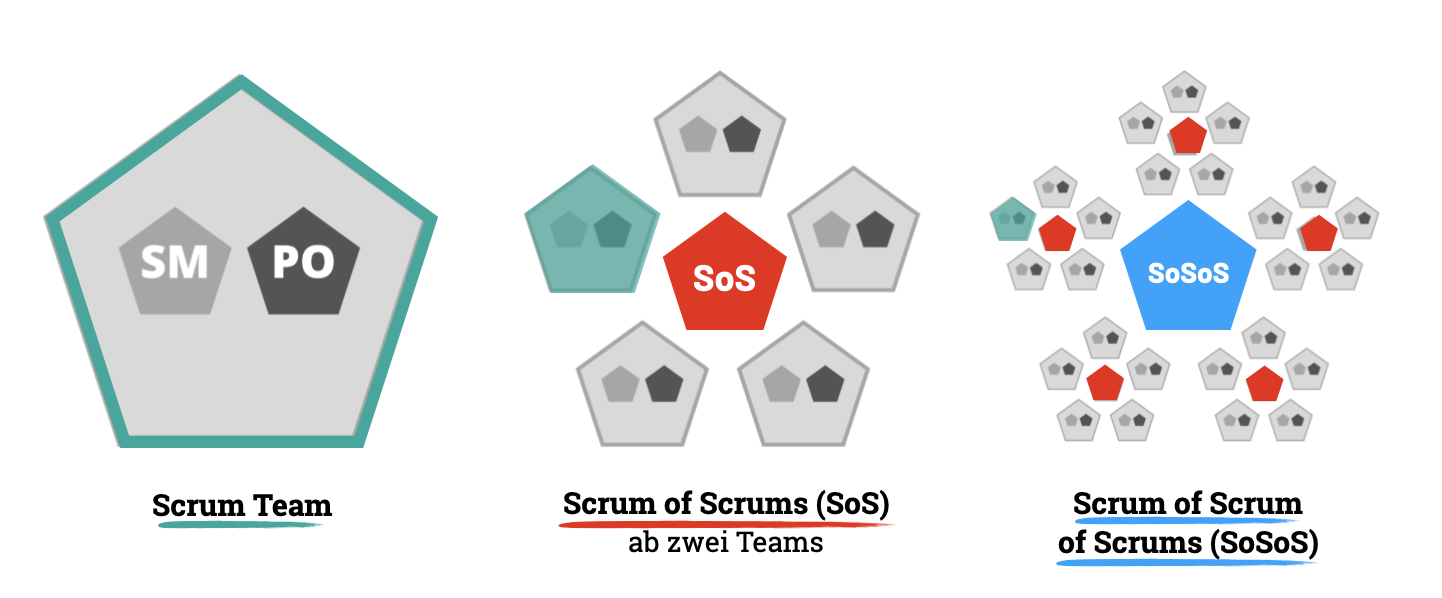 SM
PO
Scrum Team
SoS
Scrum of Scrums (SoS)
ab zwei Teams
SoSoS
Scrum of Scrum
of Scrums (SoSoS)